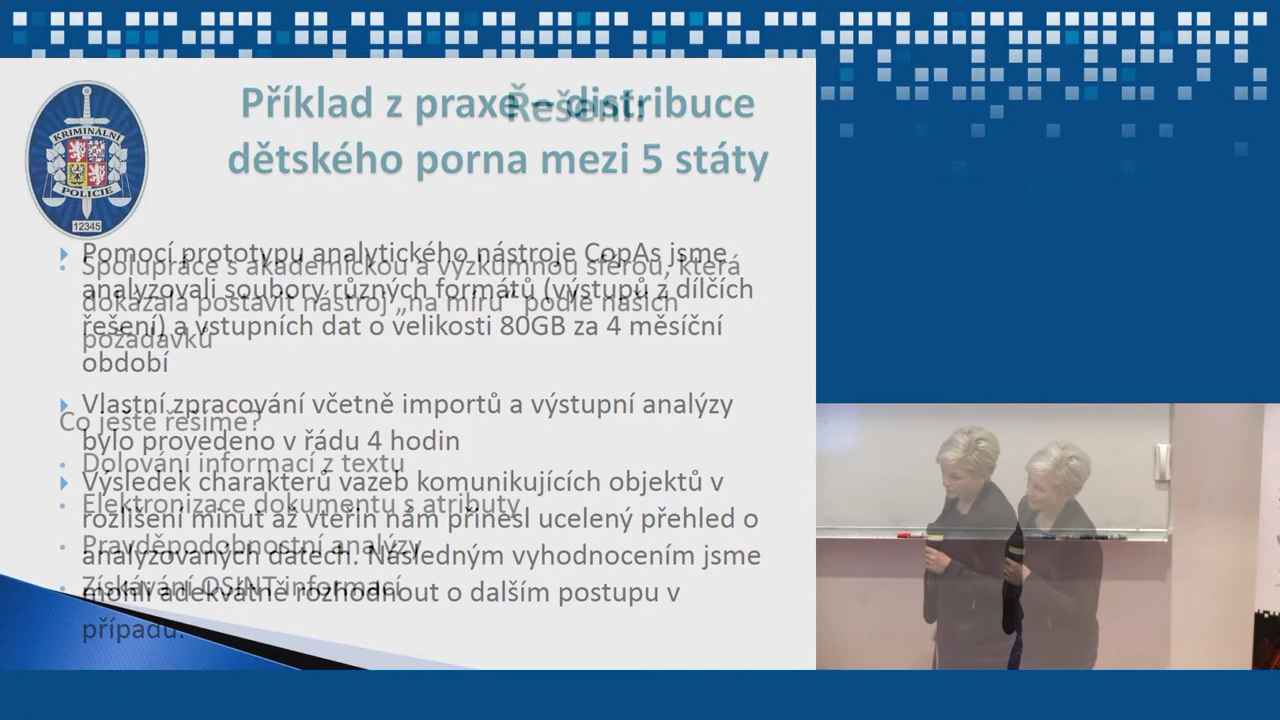 KRIMINÁLNÍ
POLICIE
12345
Příklad z praxe – distribuce
dětského porna mezi 5 státy
Řešení:
Pomocí prototypu analytického nástroje CopAs jsme
analyzovali soubory různých formátů (výstupů z dílčích
řešení) a vstupních dat o velikosti 80GB za 4 měsíční
období
Vlastní zpracování včetně importů a výstupní analýzy
bylo provedeno v řádu 4 hodin
Výsledek charakterů vazeb komunikujících objektů v
rozlišení minut až vteřin nám přinesl ucelený přehled o
analyzovaných datech. Následným vyhodnocením jsme
mohli adekvátně rozhodnout o dalším postupu v
případu.
Spolupráce s akademickou a výzkumnou sférou, která
dokázala postavit nástroj „na míru“ podle našich
požadavků
Co ještě řešíme?
Dolování informací z textu
Elektronizace dokumentu s atributy
Pravděpodobnostní analýzy
Získávání OSINT informací